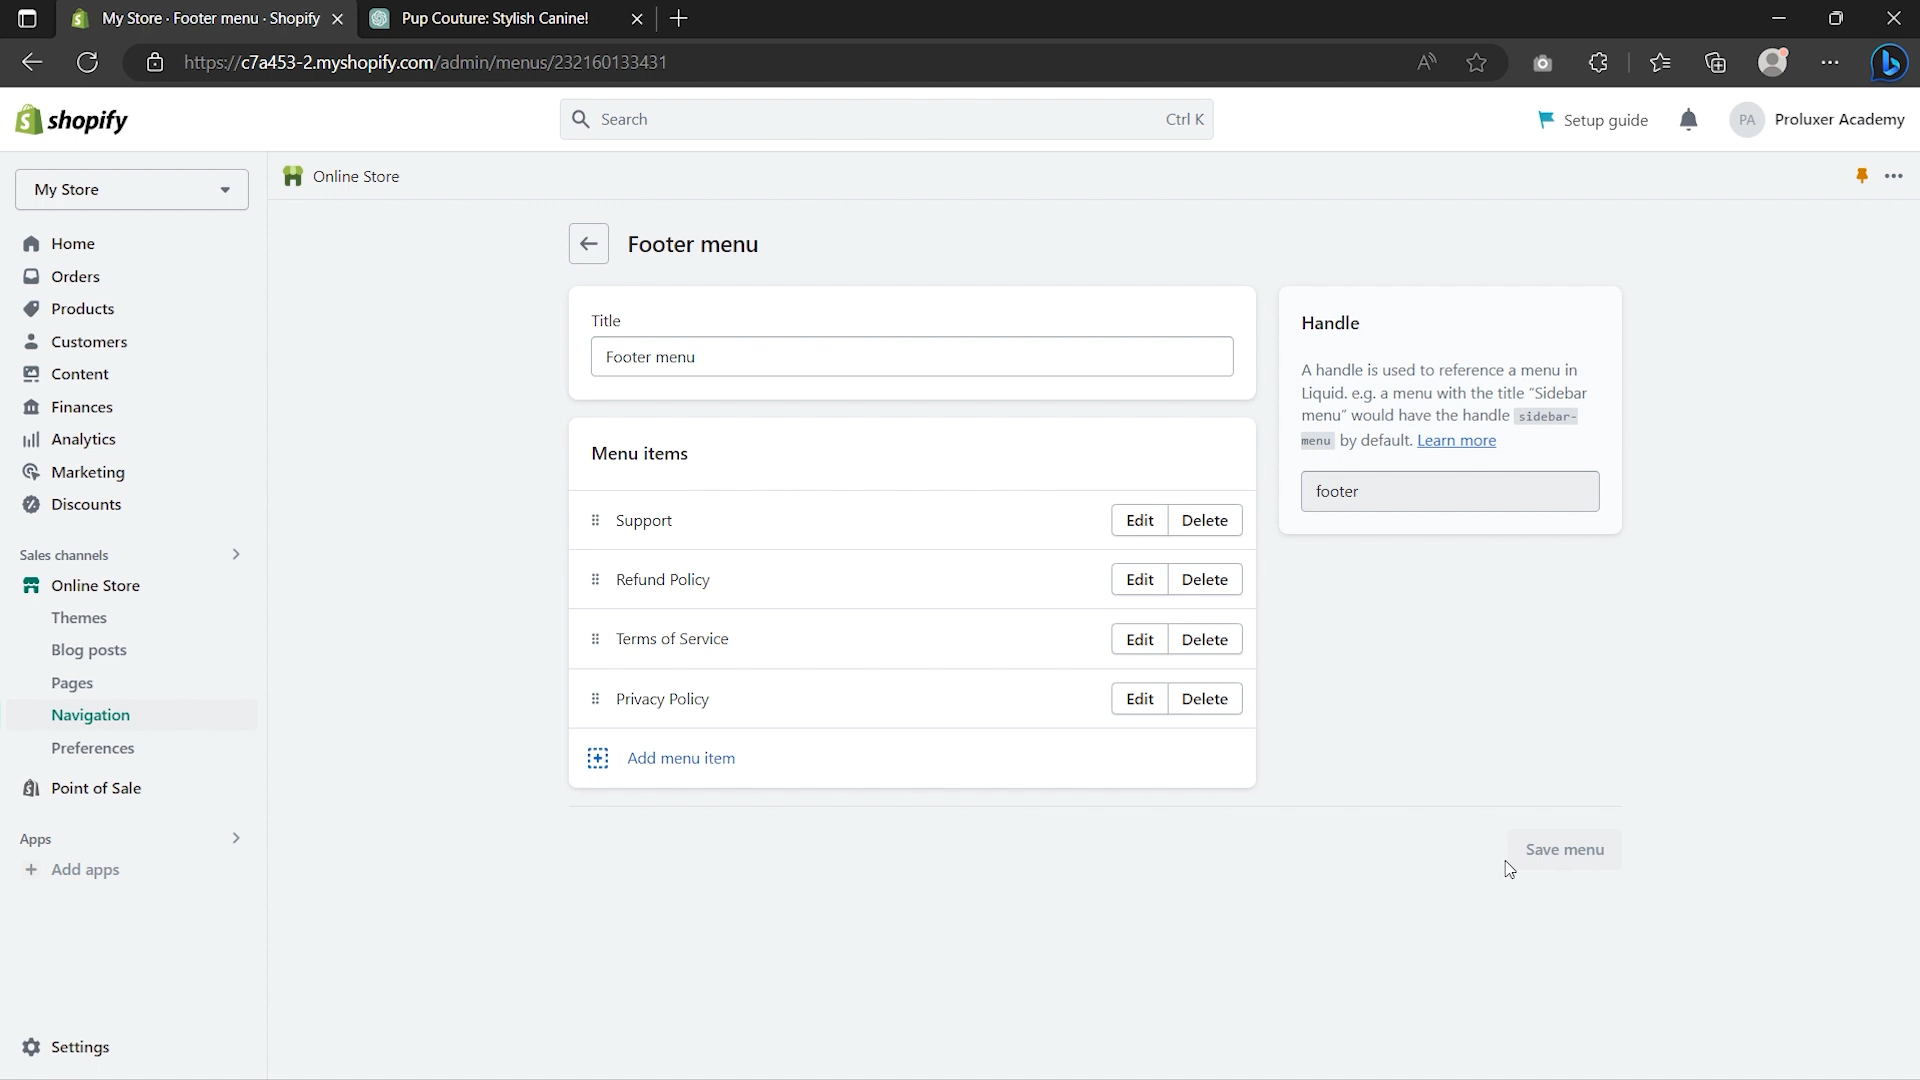 My Store · Footer menu · Shopify
Pup Couture: Stylish Canine!
https://c7a453-2.myshopify.com/admin/menus/232160133431
shopify
Search
Ctrl K
Setup guide
PA
Proluxer Academy
My Store
Online Store
Home
Orders
Products
Customers
Content
Finances
Analytics
Marketing
Discounts
Sales channels
Online Store
Themes
Blog posts
Pages
Navigation
Preferences
Point of Sale
Apps
Add apps
Settings
Footer menu
Title
Footer menu
Menu items
Support
Edit
Delete
Refund Policy
Edit
Delete
Terms of Service
Edit
Delete
Privacy Policy
Edit
Delete
Add menu item
Handle
A handle is used to reference a menu in
Liquid. e.g. a menu with the title “Sidebar
menu” would have the handle sidebar-
menu by default. Learn more
footer
Save menu